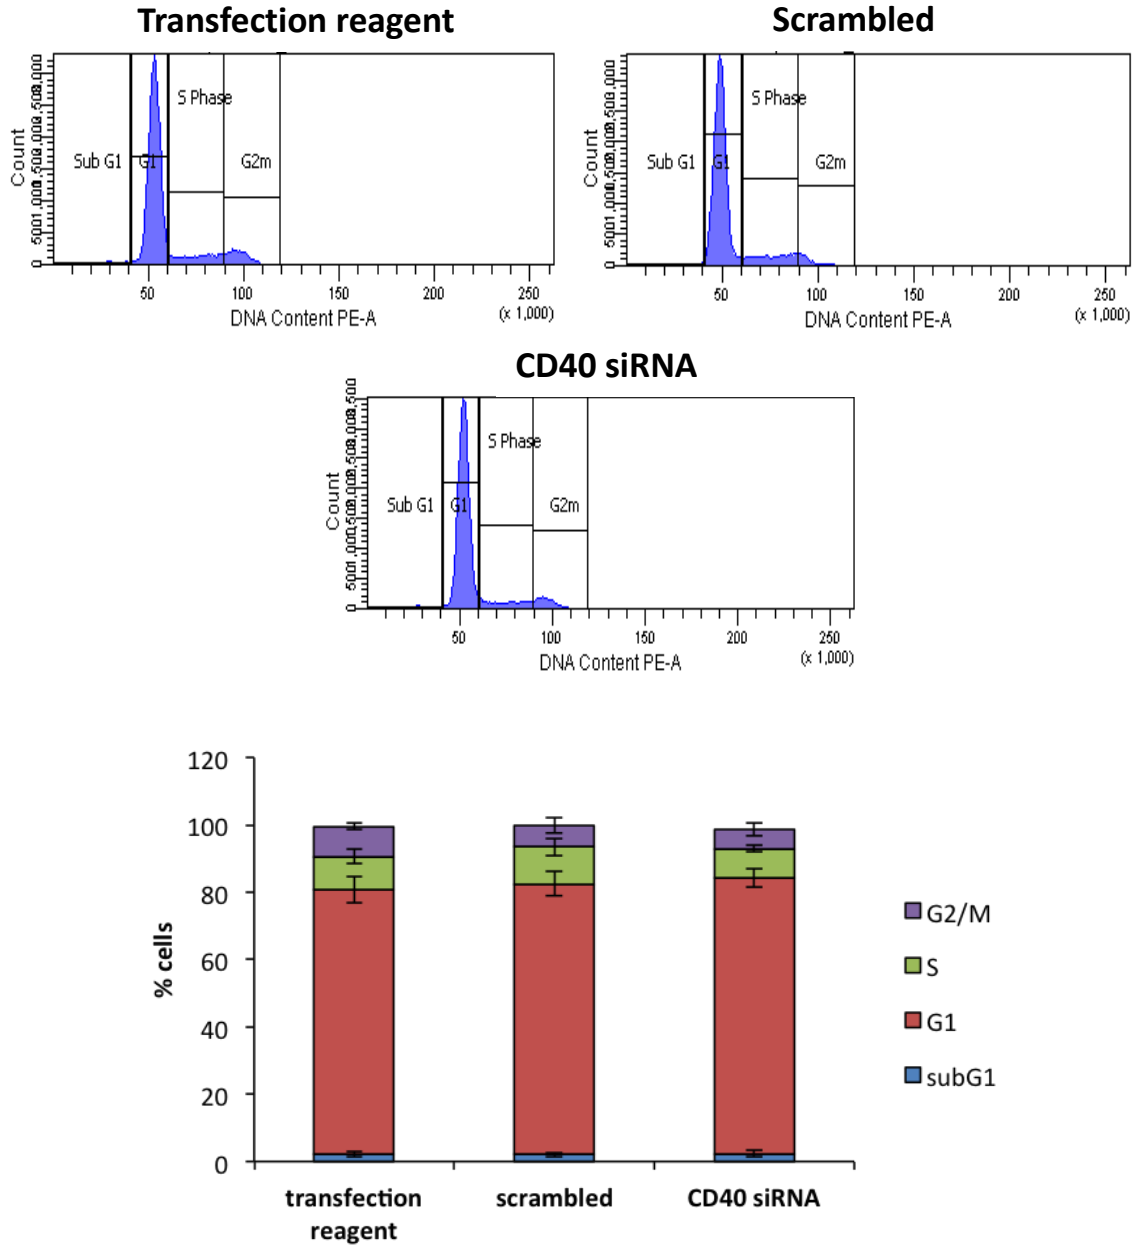 Transfection reagent
Scrambled
Count
Sub G1
G1
S Phase
G2m
0
50
100
150
200
250
(x 1,000)
DNA Content PE-A
Count
Sub G1
G1
S Phase
G2m
0
50
100
150
200
250
(x 1,000)
DNA Content PE-A
CD40 siRNA
Count
Sub G1
G1
S Phase
G2m
0
50
100
150
200
250
(x 1,000)
DNA Content PE-A
120
100
80
60
40
20
0
% cells
transfection
reagent
scrambled
CD40 siRNA
G2/M
S
G1
subG1